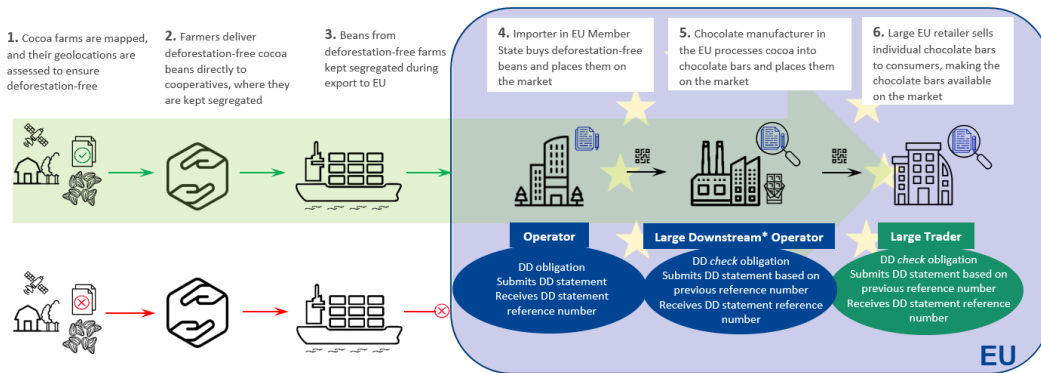 1. Cocoa farms are mapped,
and their geolocations are
assessed to ensure
deforestation-free
2. Farmers deliver
deforestation-free cocoa
beans directly to
cooperatives, where they
are kept segregated
3. Beans from
deforestation-free farms
kept segregated during
export to EU
4. Importer in EU Member
State buys deforestation-free
beans and places them on
the market
5. Chocolate manufacturer in
the EU processes cocoa into
chocolate bars and places them
on the market
6. Large EU retailer sells
individual chocolate bars
to consumers, making the
chocolate bars available
on the market
Operator
DD obligation
Submits DD statement
Receives DD statement
reference number
Large Downstream* Operator
DD check obligation
Submits DD statement based on
previous reference number
Receives DD statement reference
number
Large Trader
DD check obligation
Submits DD statement based on
previous reference number
Receives DD statement reference
number
EU